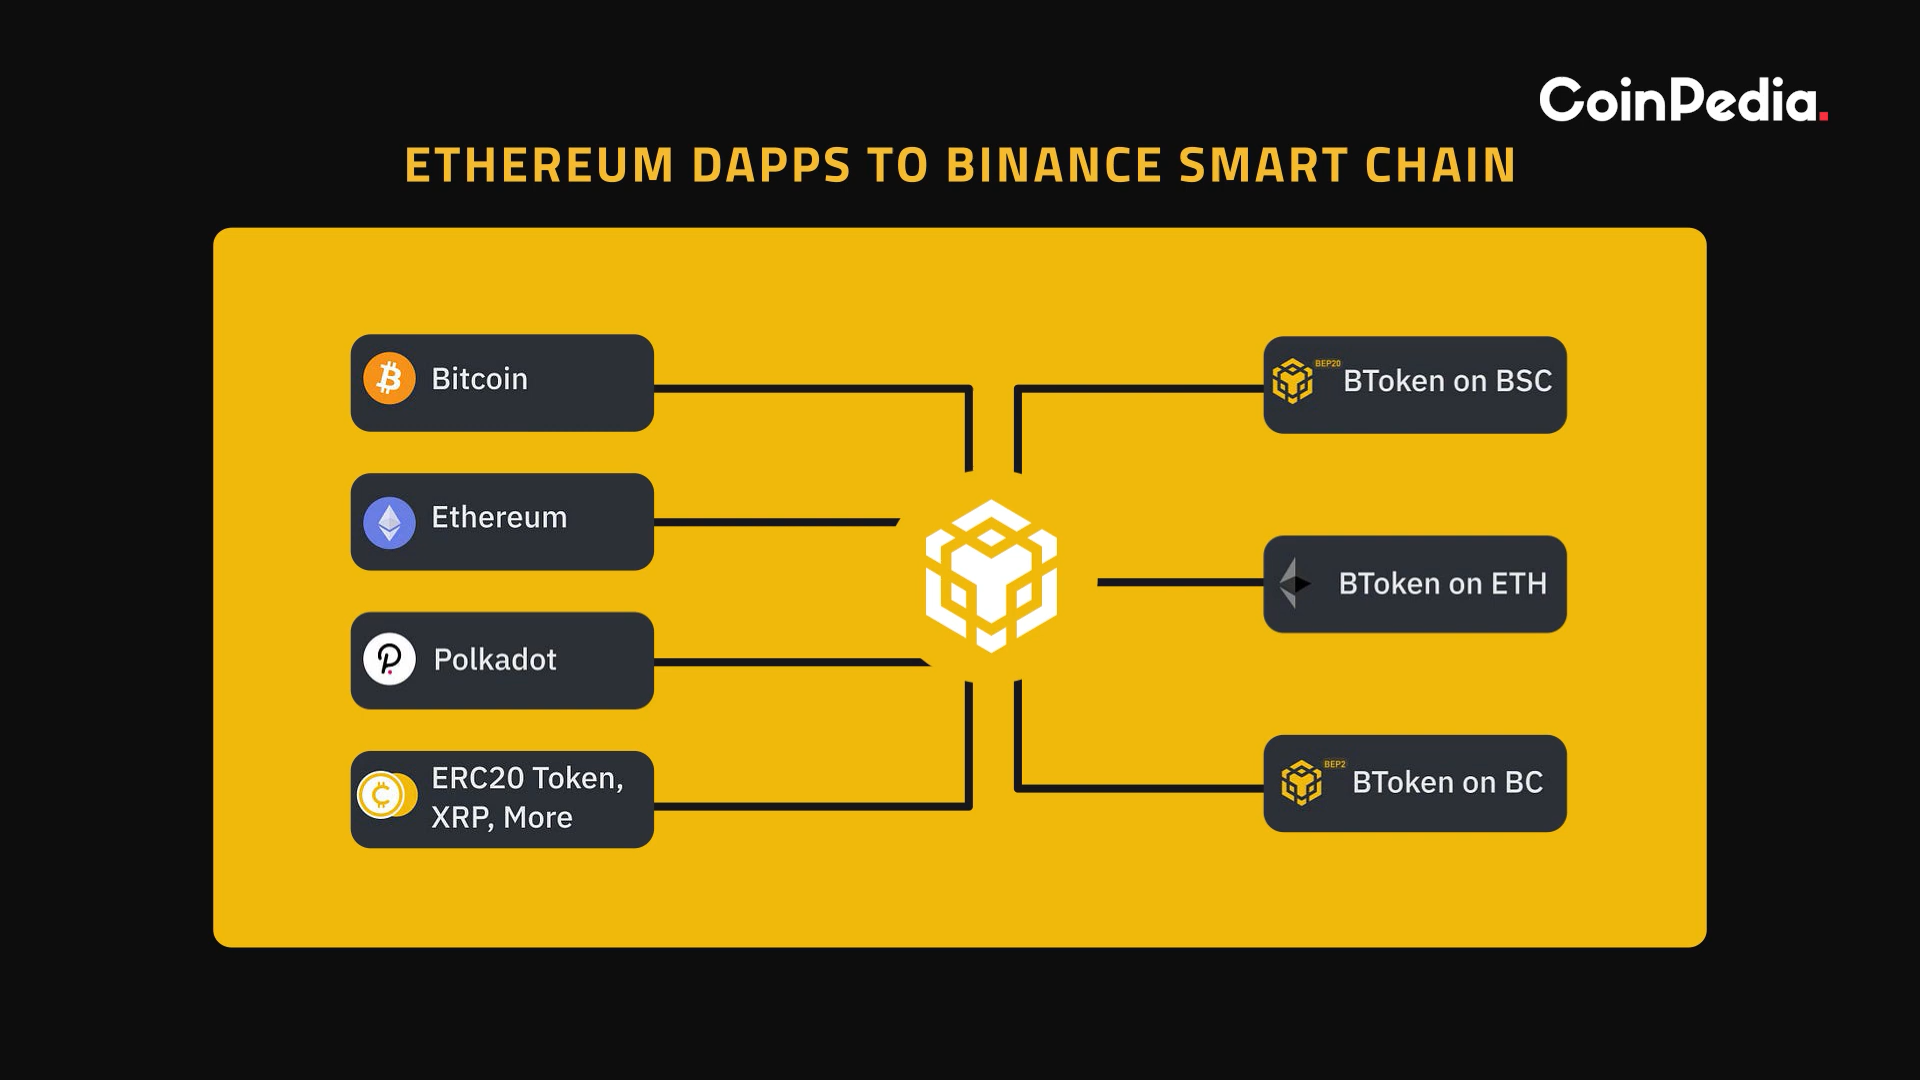 CoinPedia.
ETHEREUM DAPPS TO BINANCE SMART CHAIN
Bitcoin
Ethereum
Polkadot
ERC20 Token,
XRP, More
BEP20
BToken on BSC
BToken on ETH
BEP2
BToken on BC